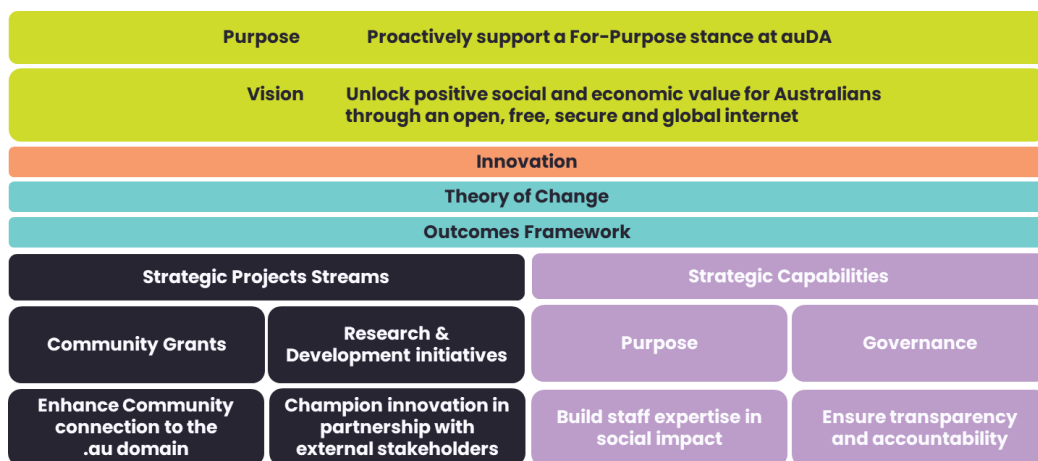 Purpose Proactively support a For-Purpose stance at auDA
Vision Unlock positive social and economic value for Australians
through an open, free, secure and global internet
Innovation
Theory of Change
Outcomes Framework
Strategic Projects Streams
Strategic Capabilities
Community Grants
Research &
Development initiatives
Purpose
Governance
Enhance Community
connection to the
.au domain
Champion innovation in
partnership with
external stakeholders
Build staff expertise in
social impact
Ensure transparency
and accountability